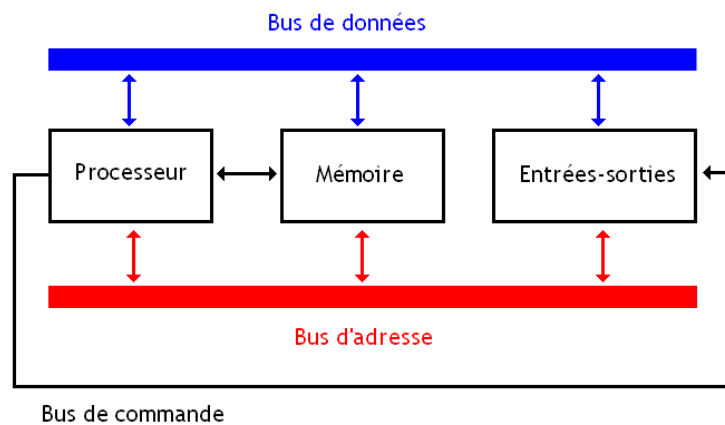 Bus de données
Processeur
Mémoire
Entrées-sorties
Bus d'adresse
Bus de commande